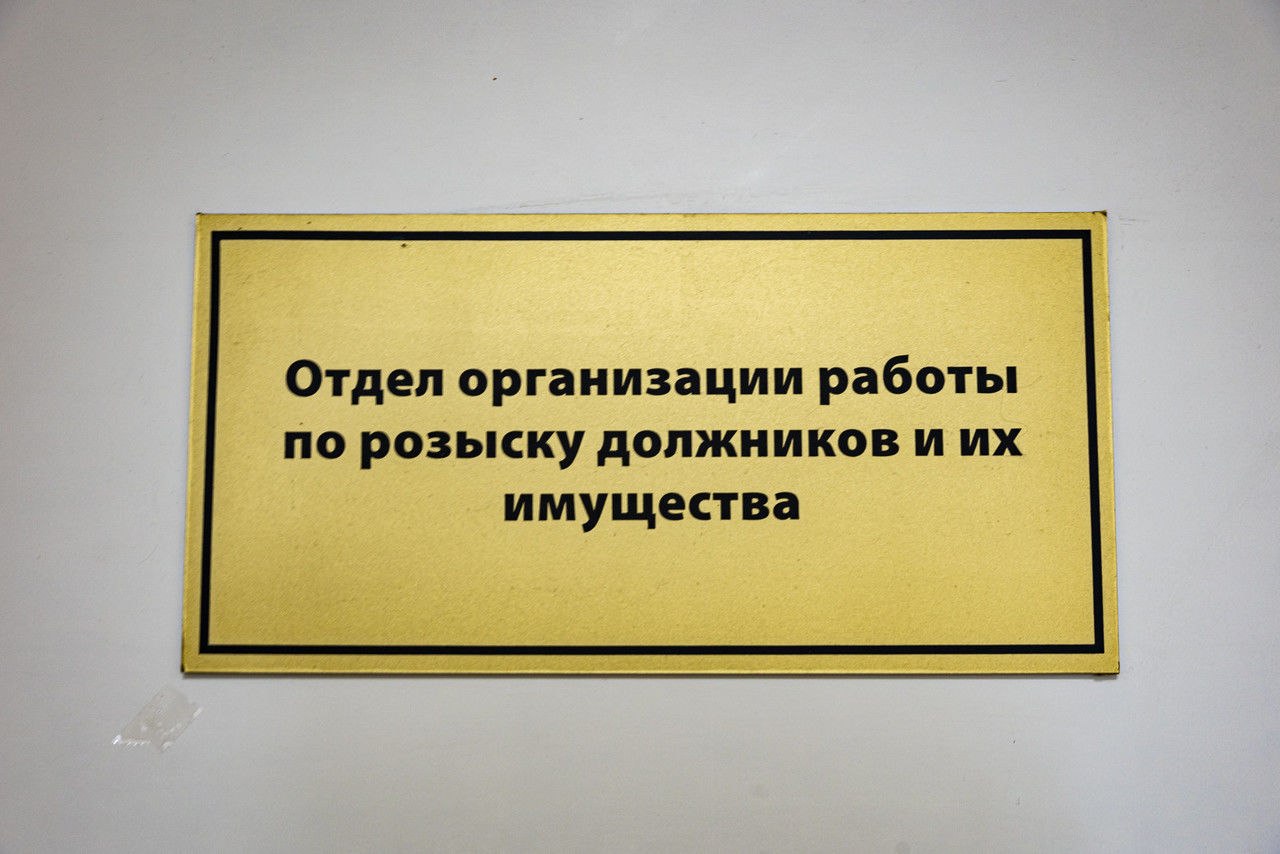 Отдел организации работы
по розыску должников и их
имущества